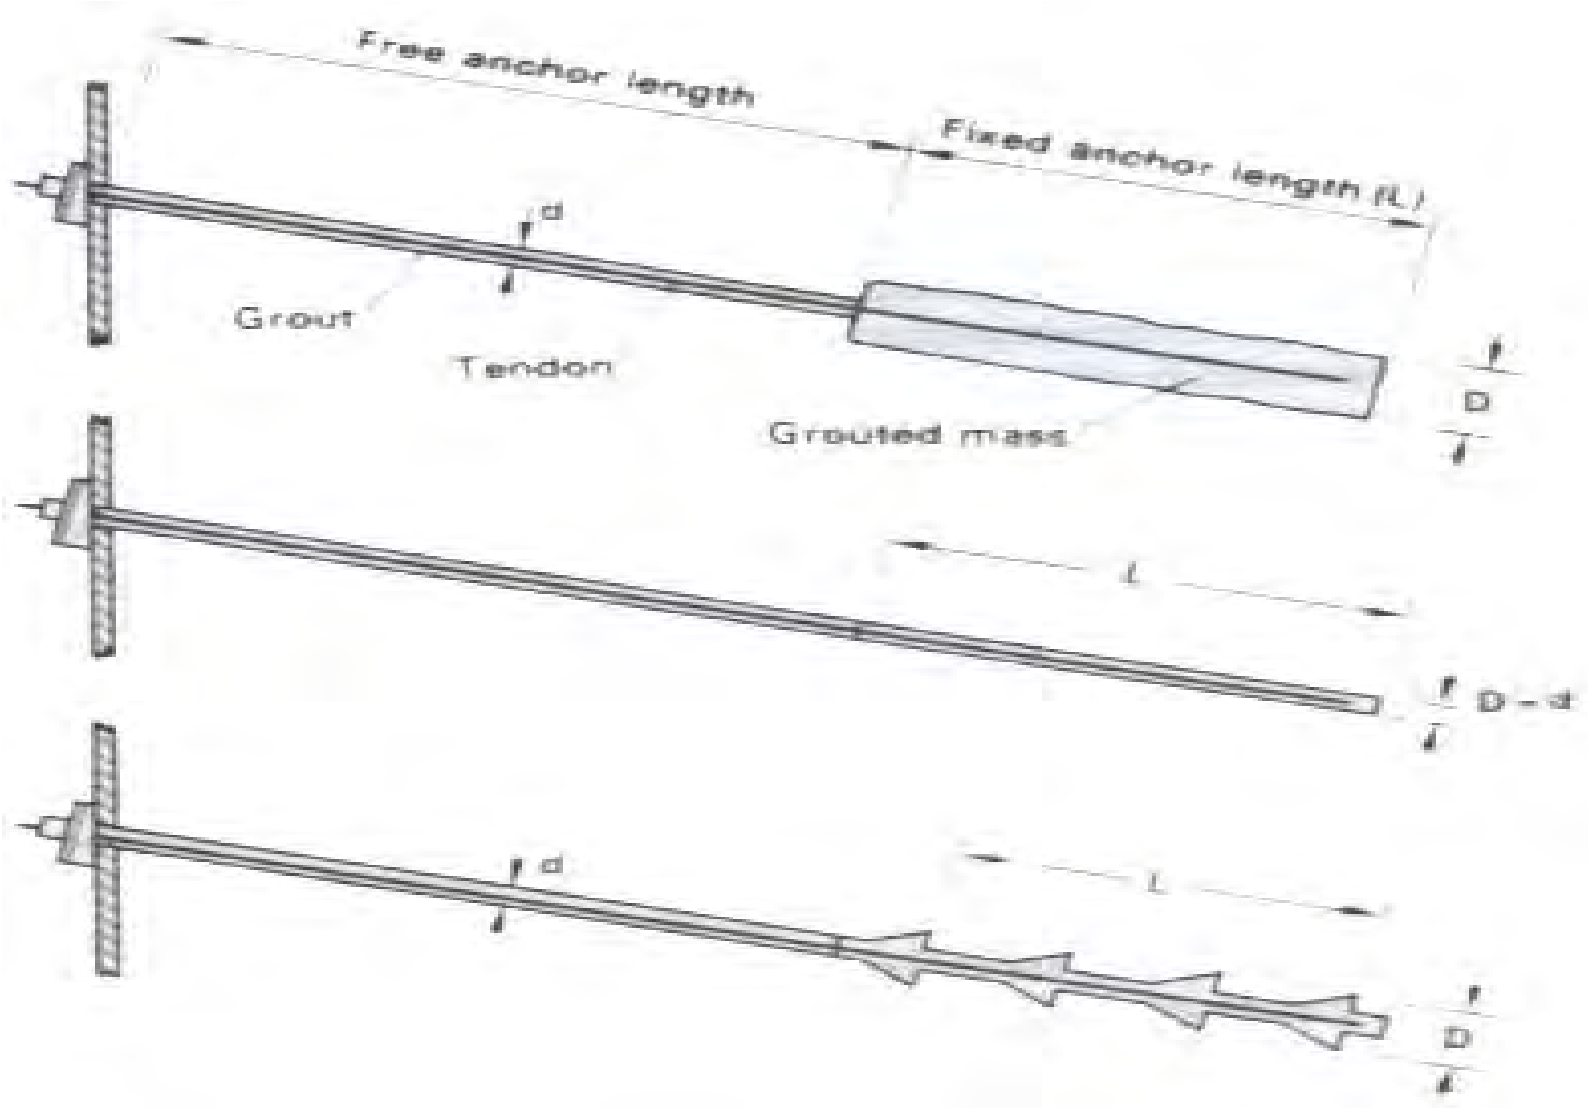 Free anchor length
Fixed anchor length (L)
d
Grout
Tendon
D
Grouted mass
L
D - d
d
L
D